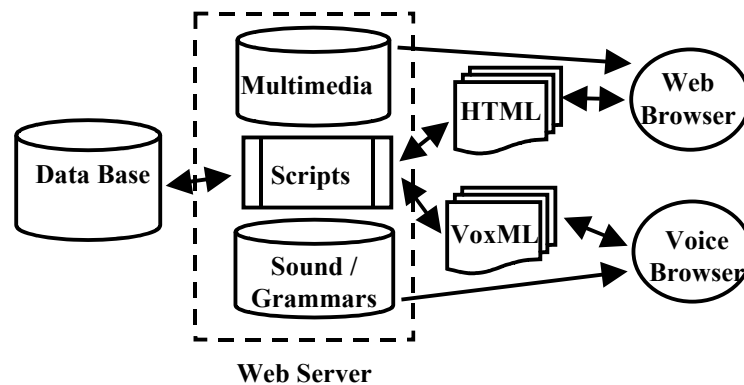 Multimedia
HTML
Web
Browser
Data Base
Scripts
VoxML
Sound /
Grammars
Voice
Browser
Web Server